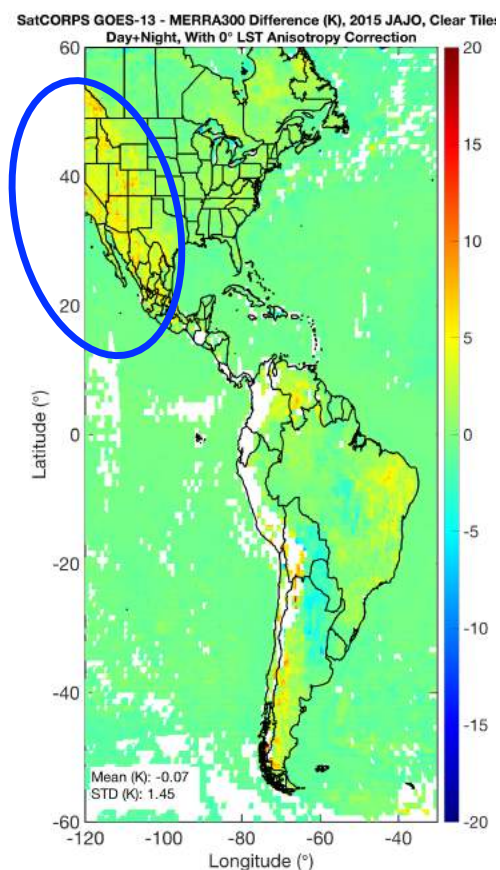 SatCORPS GOES-13 - MERRA300 Difference (K), 2015 JAJO, Clear Tiles
Day+Night, With 0° LST Anisotropy Correction
60
40
20
0
-20
-40
-60
Latitude (°)
Mean (K): -0.07
STD (K): 1.45
-120 -100 -80 -60 -40
Longitude (°)
20
15
10
5
0
-5
-10
-15
-20